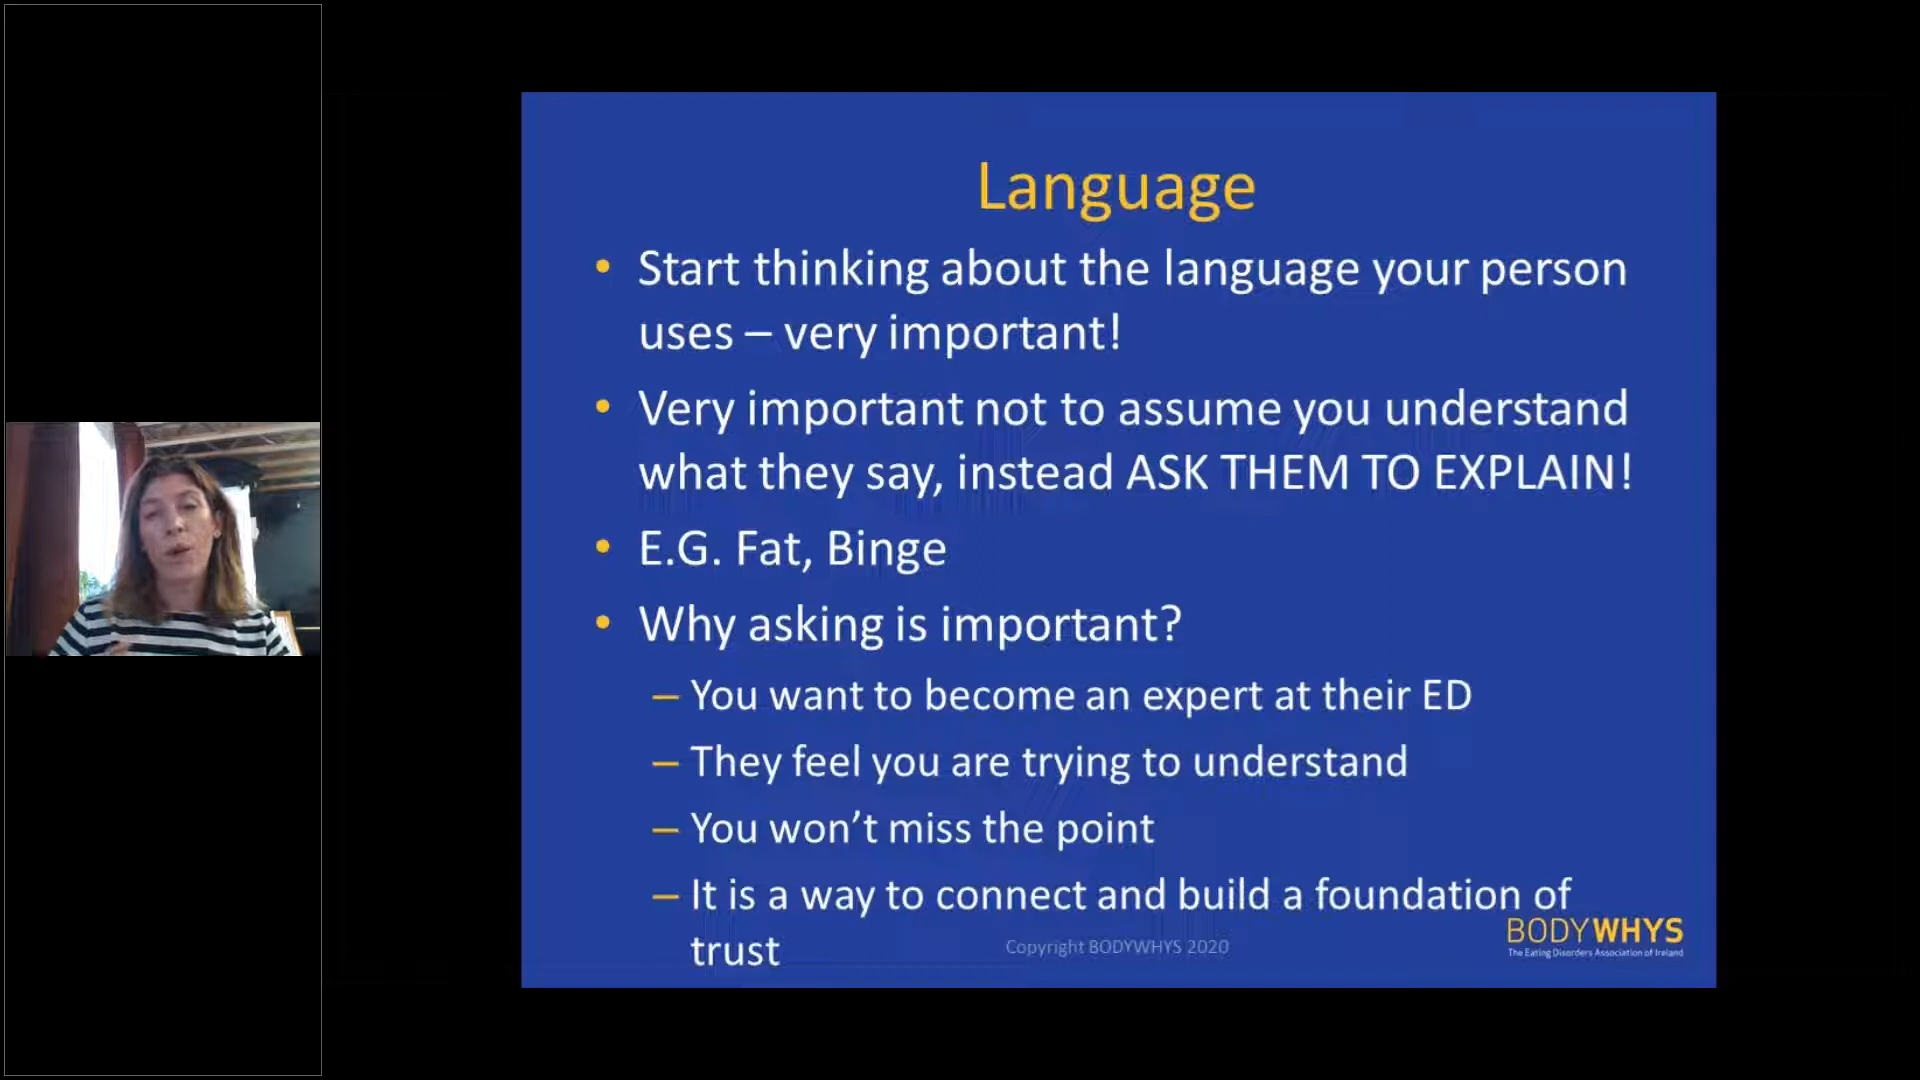 Language
• Start thinking about the language your person
uses – very important!
• Very important not to assume you understand
what they say, instead ASK THEM TO EXPLAIN!
• E.G. Fat, Binge
• Why asking is important?
– You want to become an expert at their ED
– They feel you are trying to understand
– You won’t miss the point
– It is a way to connect and build a foundation of
trust
Copyright BODYWHYS 2020
BODYWHYS
The Eating Disorders Association of Ireland